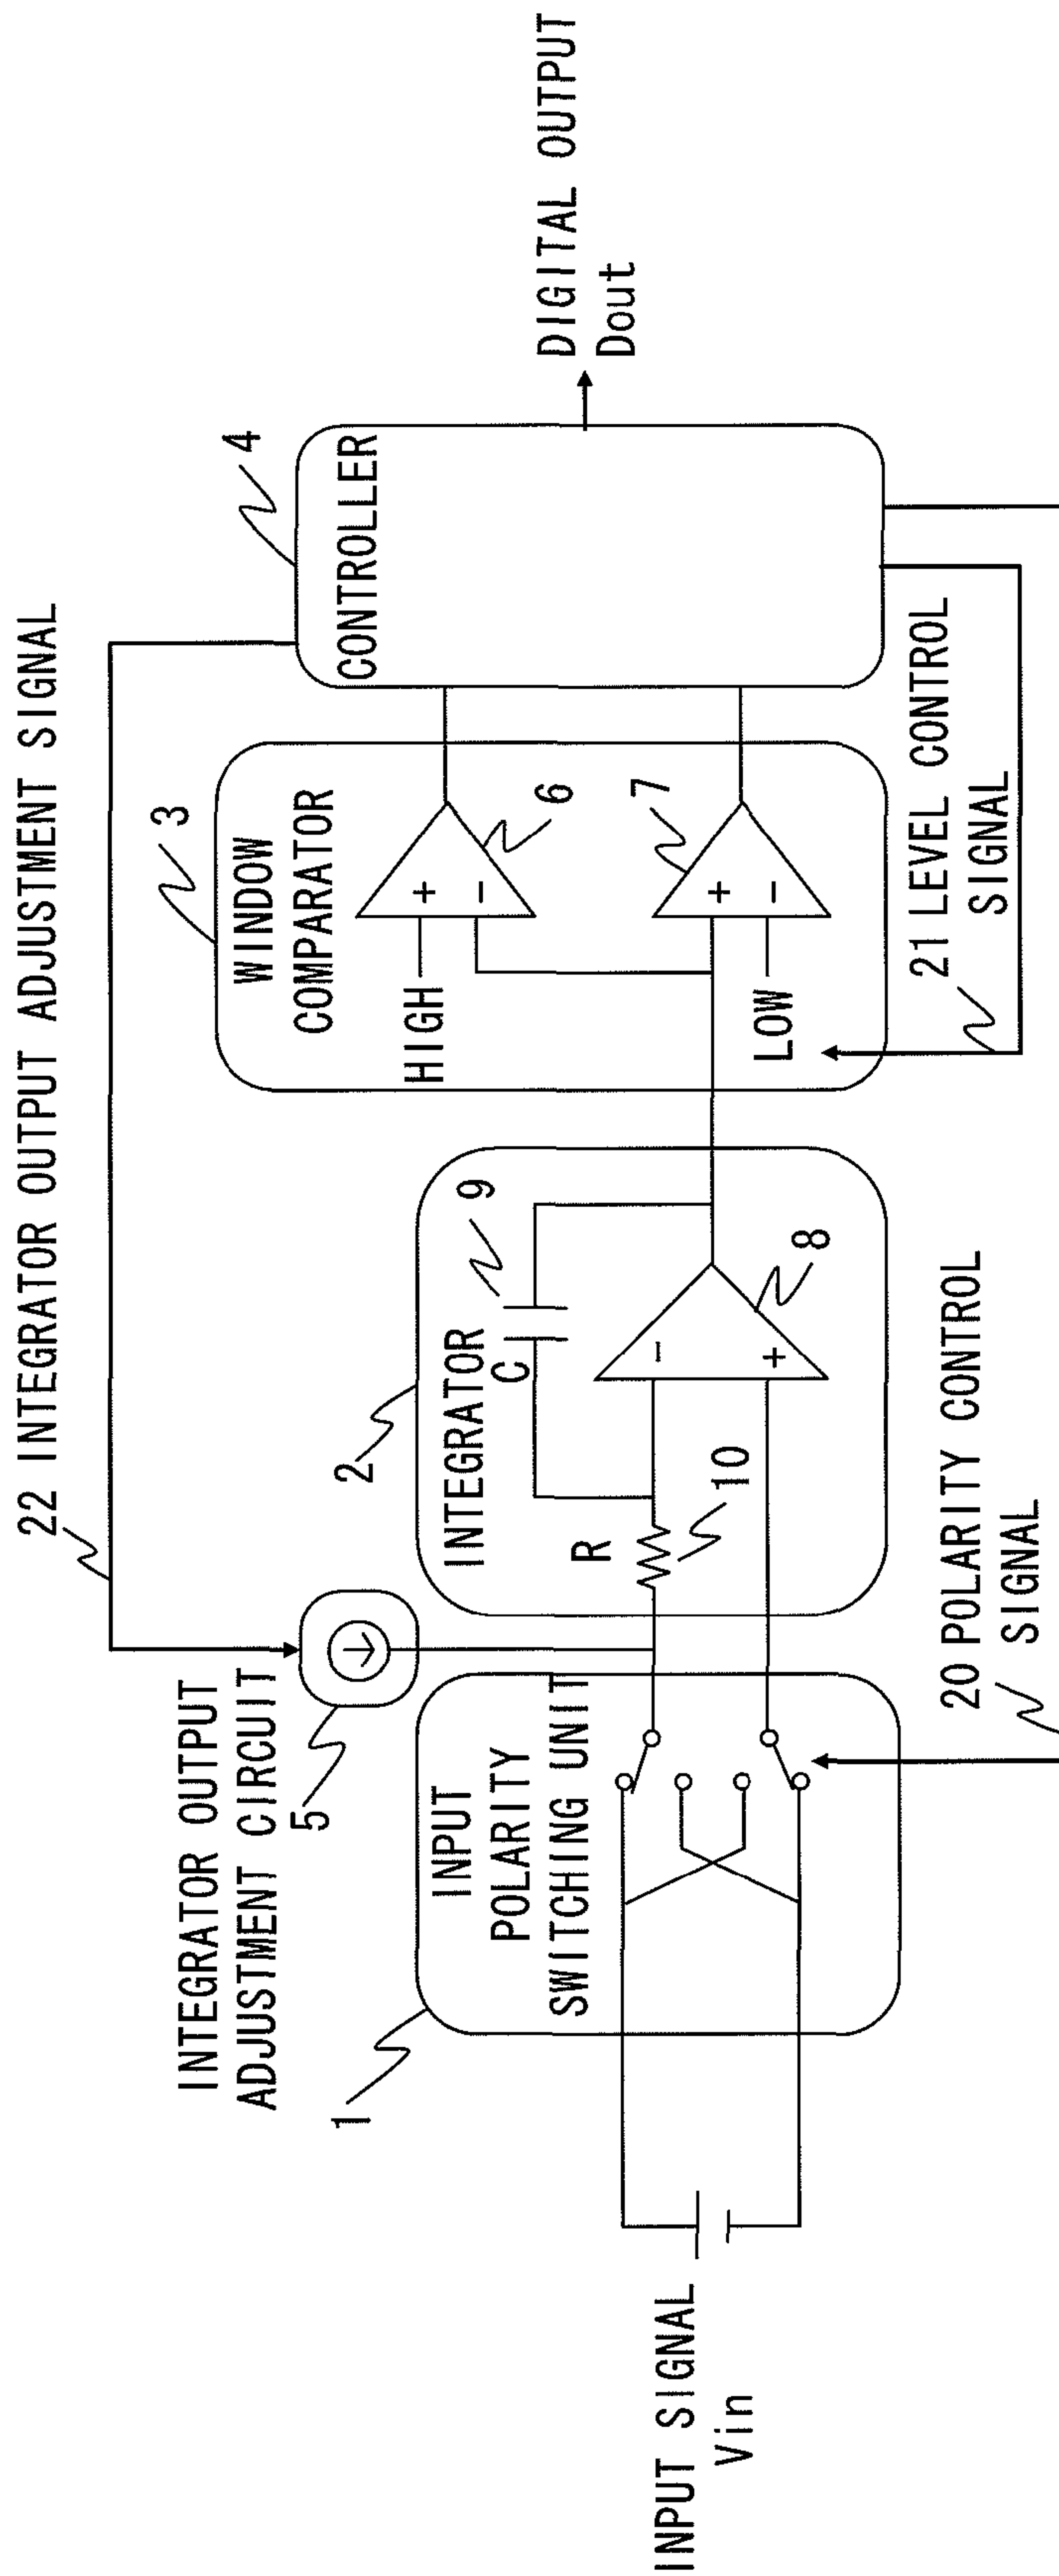 22 INTEGRATOR OUTPUT ADJUSTMENT SIGNAL
INTEGRATOR OUTPUT
ADJUSTMENT CIRCUIT
5
1
INPUT
POLARITY
SWITCHING UNIT
2
INTEGRATOR
C
9
R
10
-
+
8
3
WINDOW
COMPARATOR
HIGH
+
-
6
7
+
-
LOW
4
CONTROLLER
DIGITAL OUTPUT
Dout
INPUT SIGNAL
Vin
20 POLARITY CONTROL
SIGNAL
21 LEVEL CONTROL
SIGNAL